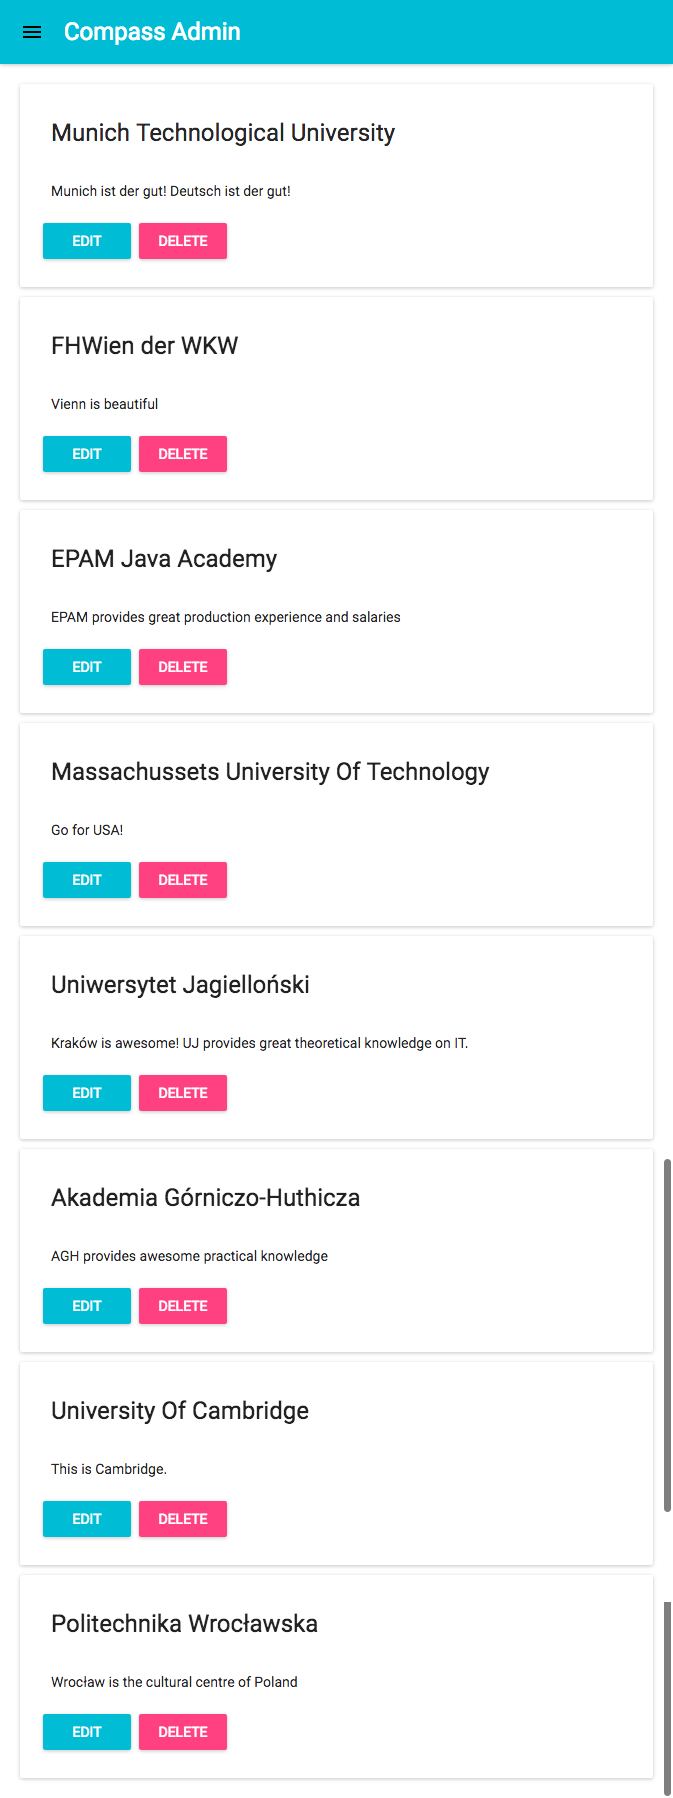 Compass Admin
Munich Technological University
Munich ist der gut! Deutsch ist der gut!
EDIT DELETE
FHWien der WKW
Vienn is beautiful
EDIT DELETE
EPAM Java Academy
EPAM provides great production experience and salaries
EDIT DELETE
Massachussets University Of Technology
Go for USA!
EDIT DELETE
Uniwersytet Jagielloński
Kraków is awesome! UJ provides great theoretical knowledge on IT.
EDIT DELETE
Akademia Górniczo-Huthicza
AGH provides awesome practical knowledge
EDIT DELETE
University Of Cambridge
This is Cambridge.
EDIT DELETE
Politechnika Wrocławska
Wrocław is the cultural centre of Poland
EDIT DELETE